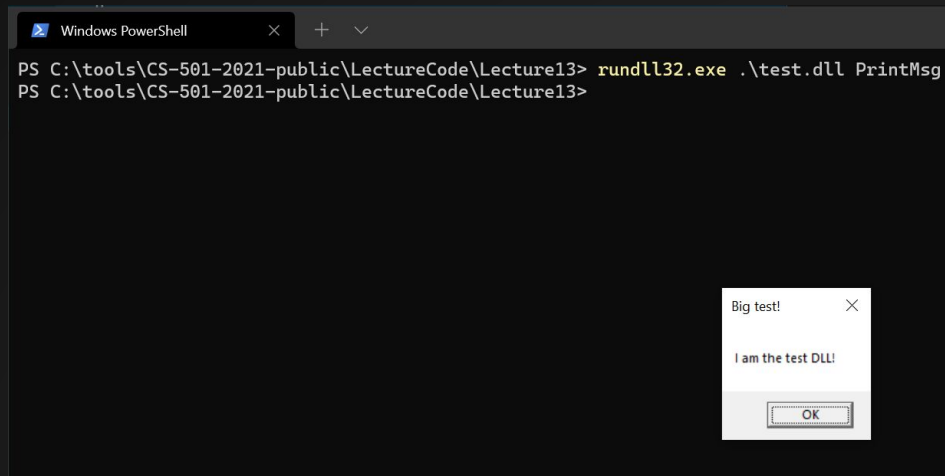 Windows PowerShell
PS C:\tools\CS-501-2021-public\LectureCode\Lecture13> rundll32.exe .\test.dll PrintMsg
PS C:\tools\CS-501-2021-public\LectureCode\Lecture13>
Big test!
I am the test DLL!
OK